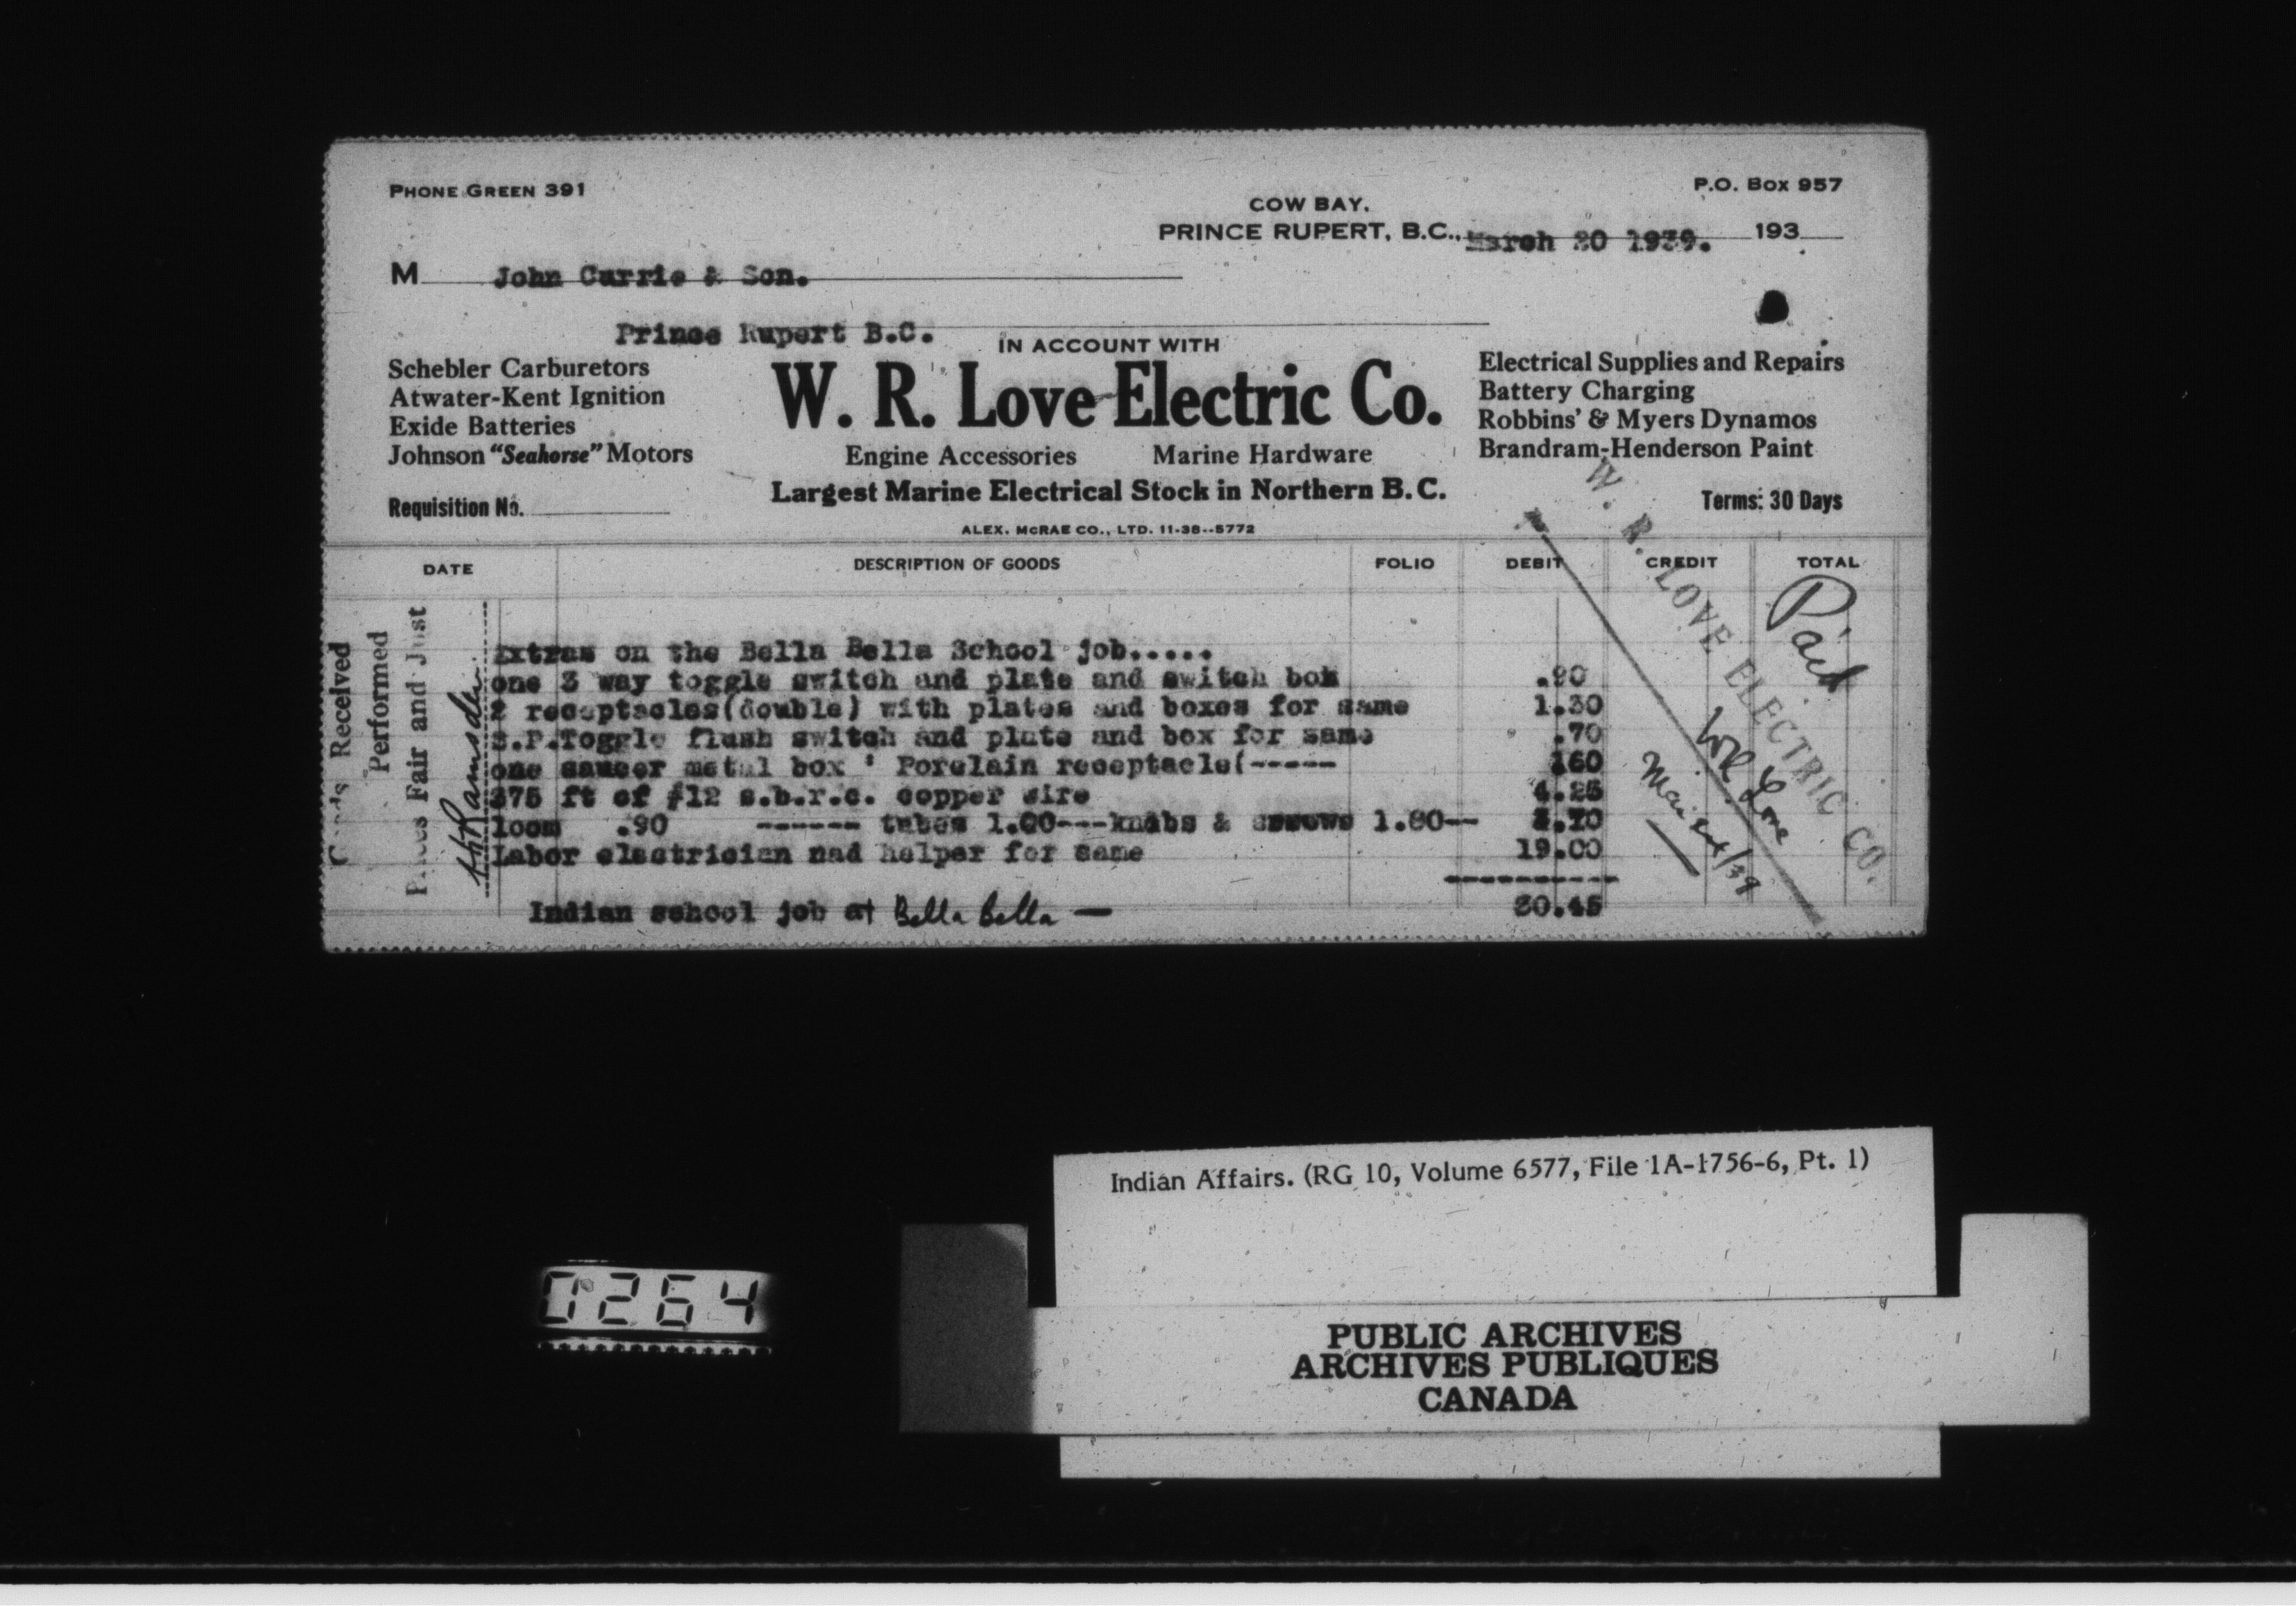 PHONE GREEN 391
P.O. BOX 957
COW BAY,
PRINCE RUPERT, B.C., March 20 1939. 193
M John Currie & Son.
Prince Rupert B.C.
IN ACCOUNT WITH
Schebler Carburetors
Atwater-Kent Ignition
Exide Batteries
Johnson "Seahorse" Motors
W. R. Love Electric Co.
Engine Accessories Marine Hardware
Largest Marine Electrical Stock in Northern B.C.
Electrical Supplies and Repairs
Battery Charging
Robbins' & Myers Dynamos
Brandram-Henderson Paint
Requisition No.
Terms: 30 Days
ALEX. MCRAE CO., LTD. 11-38--5772
DATE DESCRIPTION OF GOODS FOLIO DEBIT CREDIT TOTAL
Extras on the Bella Bella School job.....
one 3 way toggle switch and plate and switch box .90
2 receptacles(double) with plates and boxes for same 1.30
S.P.Toggle flush switch and plate and box for same .70
one saucer metal box " Porelain receptacle(-----
375 ft of #12 s.b.r.c. copper wire 4.25
loom .90 ------ tubes 1.00---knobs & screws 1.80--
Labor electrician nad helper for same 19.00
Indian school job at Bella Bella — 30.45
Goods Received
Performed
Prices Fair and Just
W. R. LOVE ELECTRIC CO.
Paid
WR Love
Indian Affairs. (RG 10, Volume 6577, File 1A-1756-6, Pt. 1)
0264
PUBLIC ARCHIVES
ARCHIVES PUBLIQUES
CANADA